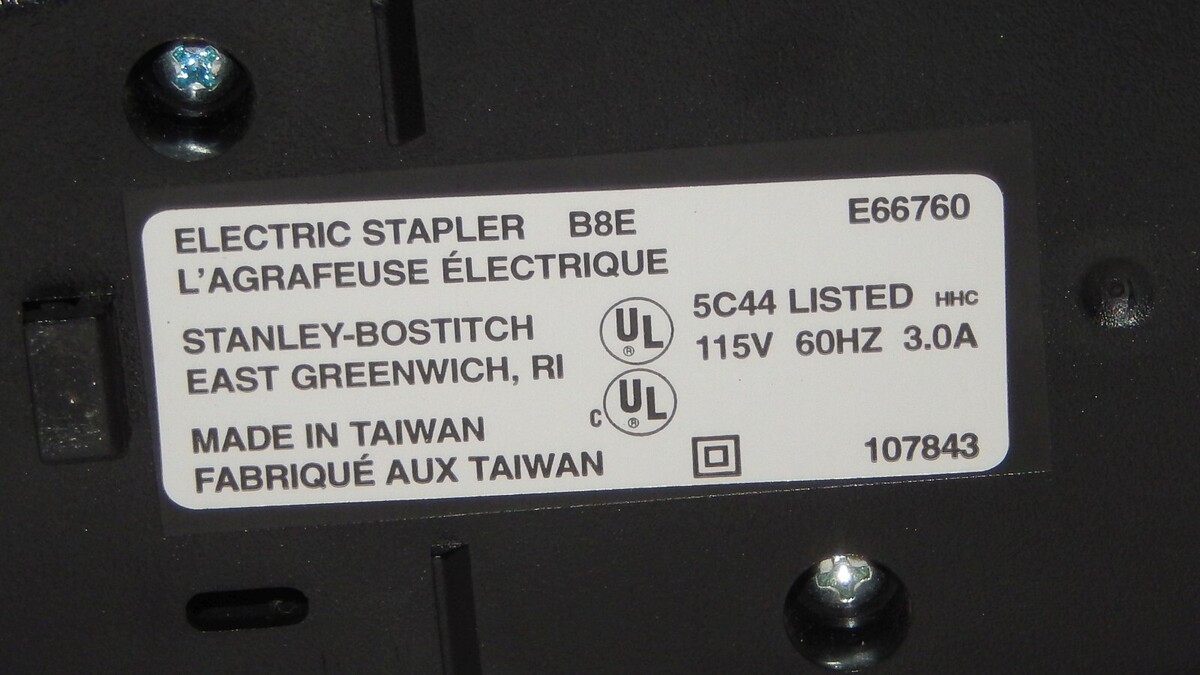 ELECTRIC STAPLER B8E
L'AGRAFEUSE ÉLECTRIQUE
STANLEY-BOSTITCH
EAST GREENWICH, RI
MADE IN TAIWAN
FABRIQUÉ AUX TAIWAN
E66760
UL ®
5C44 LISTED HHC
115V 60HZ 3.0A
C UL ®
107843